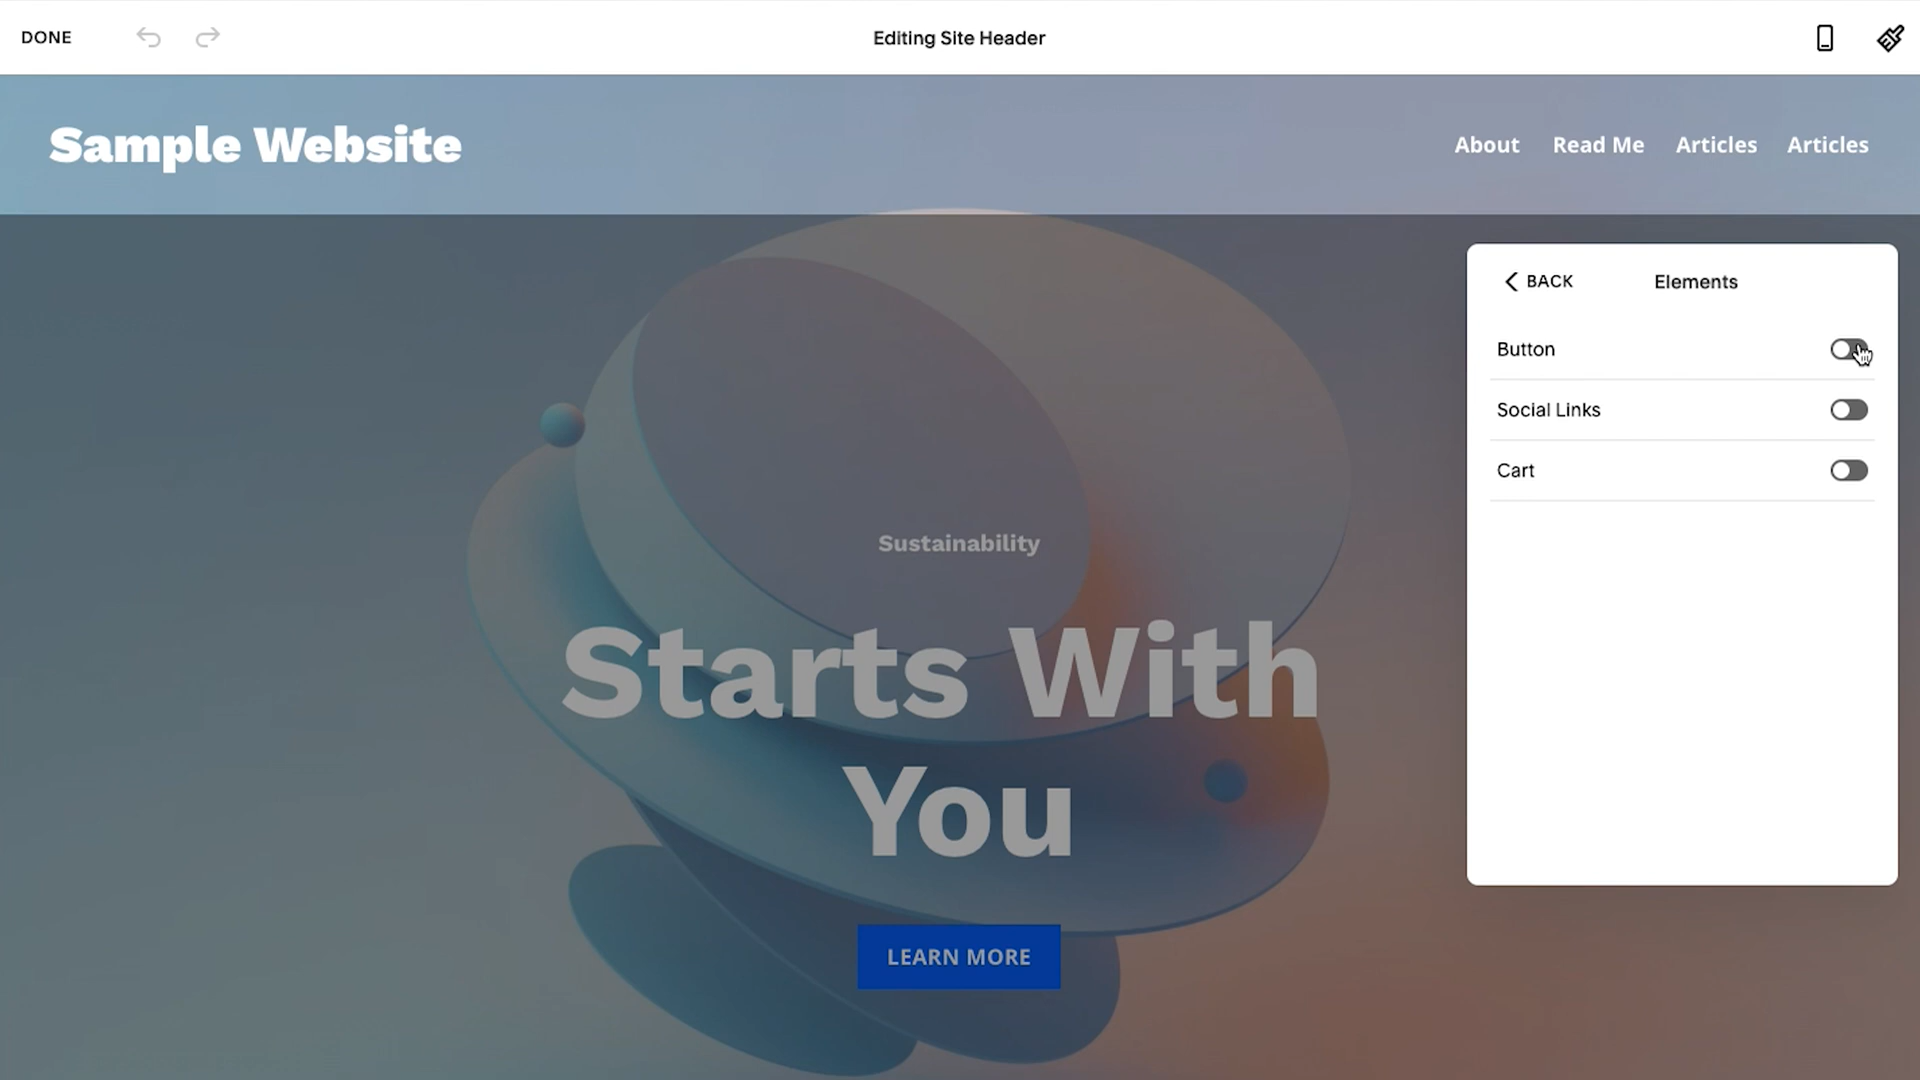 DONE
Editing Site Header
Sample Website
About Read Me Articles Articles
BACK Elements
Button
Social Links
Cart
Sustainability
Starts With
You
LEARN MORE